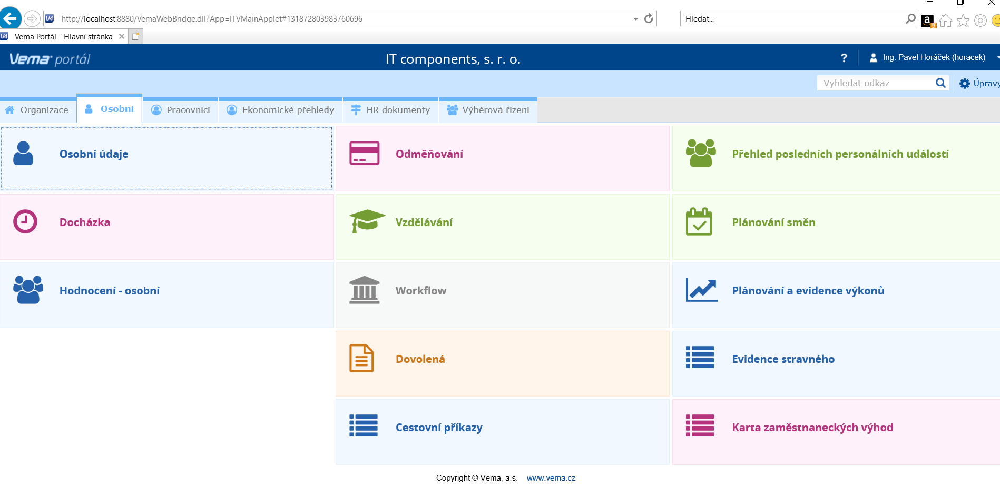 http://localhost:8880/VemaWebBridge.dll?App=ITVMainApplet#131872803983760696
Hledat...
Vema Portál - Hlavní stránka
Vema portál
IT components, s. r. o.
? Ing. Pavel Horáček (horacek)
Vyhledat odkaz
Úpravy
Organizace
Osobní
Pracovníci
Ekonomické přehledy
HR dokumenty
Výběrová řízení
Osobní údaje
Odměňování
Přehled posledních personálních událostí
Docházka
Vzdělávání
Plánování směn
Hodnocení - osobní
Workflow
Plánování a evidence výkonů
Dovolená
Evidence stravného
Cestovní příkazy
Karta zaměstnaneckých výhod
Copyright © Vema, a.s. www.vema.cz